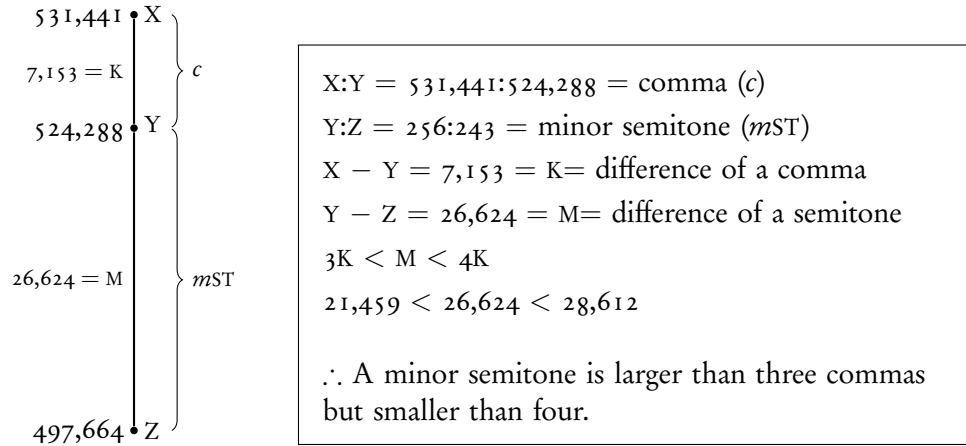 531,441 X
7,153 = K c
524,288 Y
26,624 = M mST
497,664 Z
X:Y = 531,441:524,288 = comma (c)
Y:Z = 256:243 = minor semitone (mST)
X − Y = 7,153 = K= difference of a comma
Y − Z = 26,624 = M= difference of a semitone
3K < M < 4K
21,459 < 26,624 < 28,612
∴ A minor semitone is larger than three commas
but smaller than four.